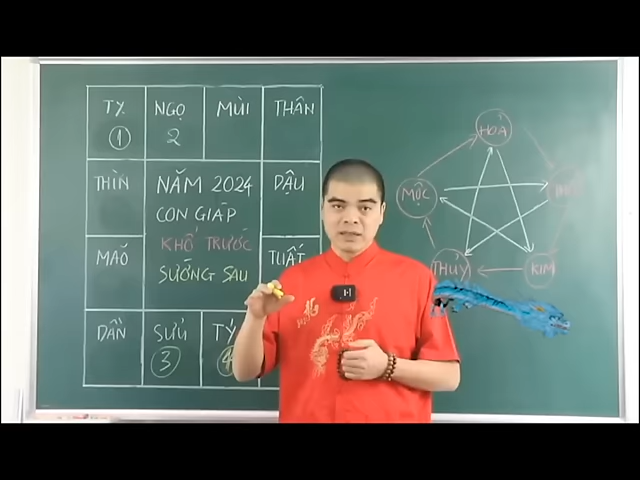 TỴ
NGỌ
MÙI
THÂN
1
2
THÌN
NĂM 2024
CON GIÁP
KHỔ TRƯỚC
SƯỚNG SAU
DẬU
MÃO
TUẤT
DẦN
SỬU
TÝ
3
4
HOẢ
MỘC
THỦY
KIM